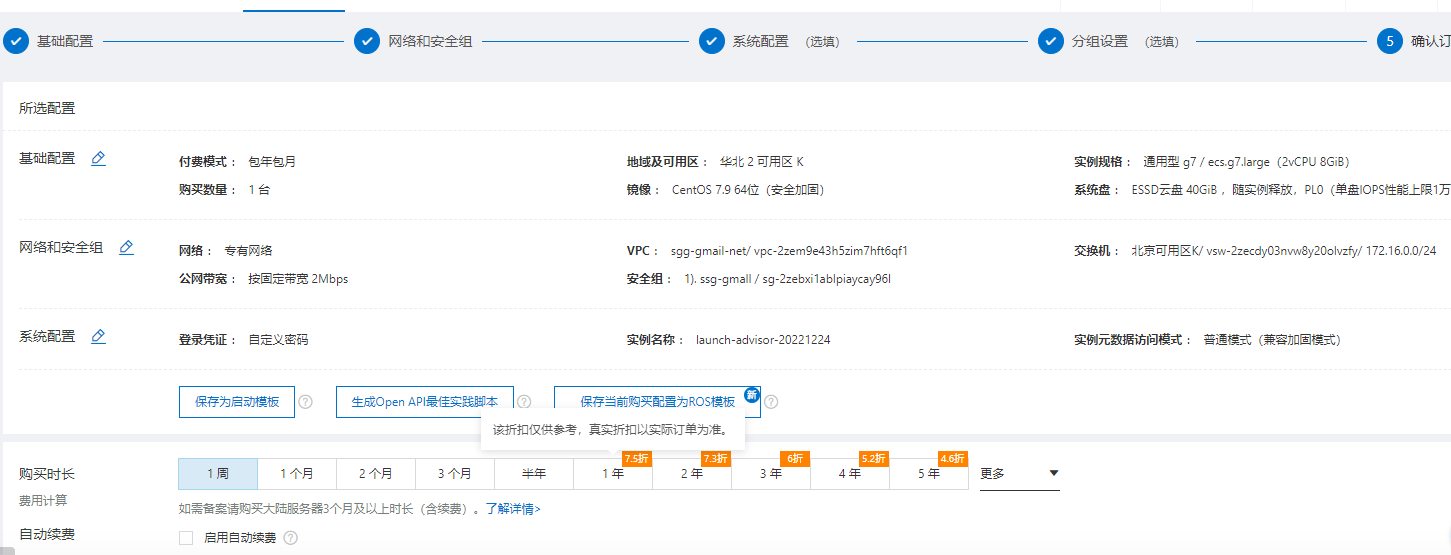 基础配置 网络和安全组 系统配置 (选填) 分组设置 (选填) 5 确认订
所选配置
基础配置 付费模式： 包年包月 地域及可用区： 华北 2 可用区 K 实例规格： 通用型 g7 / ecs.g7.large（2vCPU 8GiB）
购买数量： 1 台 镜像： CentOS 7.9 64位（安全加固） 系统盘： ESSD云盘 40GiB ，随实例释放，PL0（单盘IOPS性能上限1万
网络和安全组 网络： 专有网络 VPC： sgg-gmail-net/ vpc-2zem9e43h5zim7hft6qf1 交换机： 北京可用区K/ vsw-2zecdy03nvw8y20olvzfy/ 172.16.0.0/24
公网带宽： 按固定带宽 2Mbps 安全组： 1). ssg-gmall / sg-2zebxi1ablpiaycay96l
系统配置 登录凭证： 自定义密码 实例名称： launch-advisor-20221224 实例元数据访问模式： 普通模式（兼容加固模式）
保存为启动模板 ? 生成Open API最佳实践脚本 ? 保存当前购买配置为ROS模板 新 ?
该折扣仅供参考，真实折扣以实际订单为准。
购买时长 1 周 1 个月 2 个月 3 个月 半年 1 年 7.5折 2 年 7.3折 3 年 6折 4 年 5.2折 5 年 4.6折 更多
费用计算
如需备案请购买大陆服务器3个月及以上时长（含续费）。了解详情>
自动续费 启用自动续费 ?